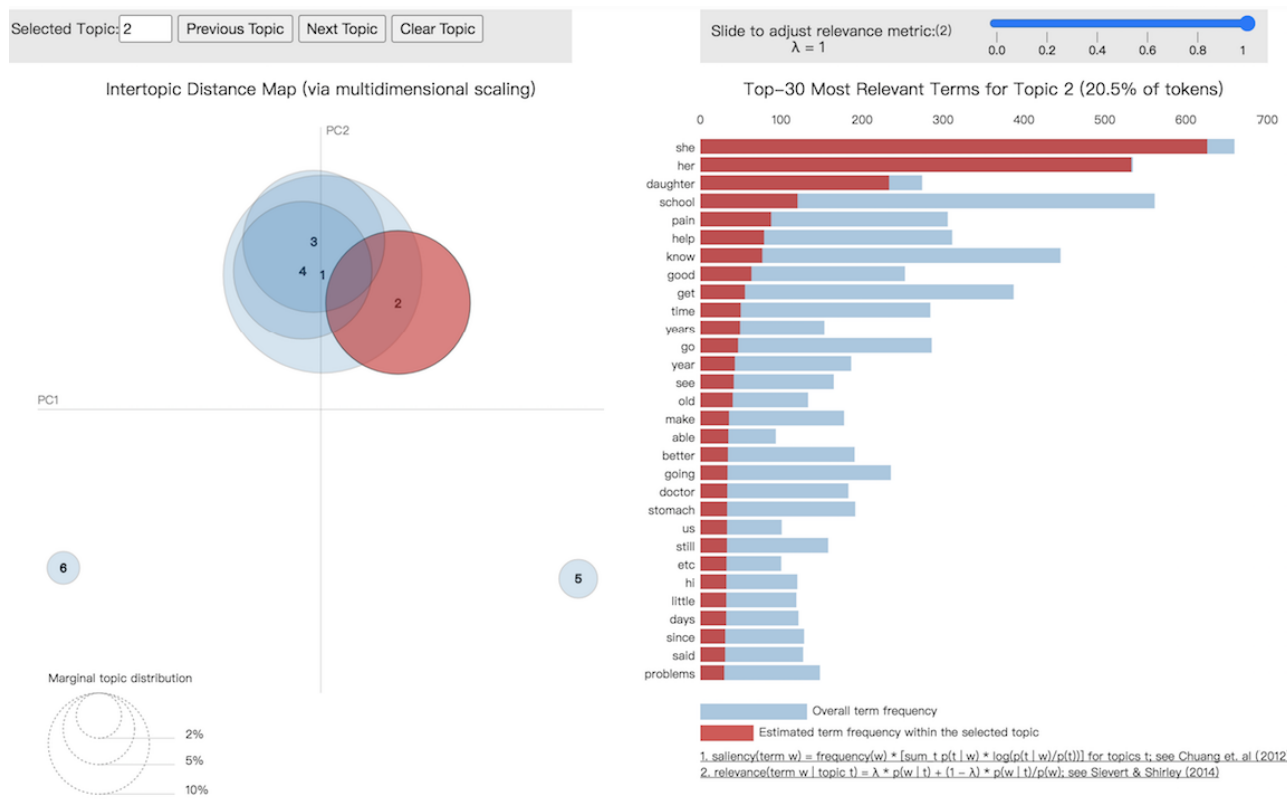 Selected Topic: 2 Previous Topic Next Topic Clear Topic
Slide to adjust relevance metric:(2)
λ = 1
0.0 0.2 0.4 0.6 0.8 1
Intertopic Distance Map (via multidimensional scaling)
PC2
PC1
3
4
1
2
6
5
Marginal topic distribution
2%
5%
10%
Top-30 Most Relevant Terms for Topic 2 (20.5% of tokens)
0 100 200 300 400 500 600 700
she
her
daughter
school
pain
help
know
good
get
time
years
go
year
see
old
make
able
better
going
doctor
stomach
us
still
etc
hi
little
days
since
said
problems
Overall term frequency
Estimated term frequency within the selected topic
1. saliency(term w) = frequency(w) * [sum_t p(t | w) * log(p(t | w)/p(t))] for topics t; see Chuang et. al (2012
2. relevance(term w | topic t) = λ * p(w | t) + (1 - λ) * p(w | t)/p(w); see Sievert & Shirley (2014)